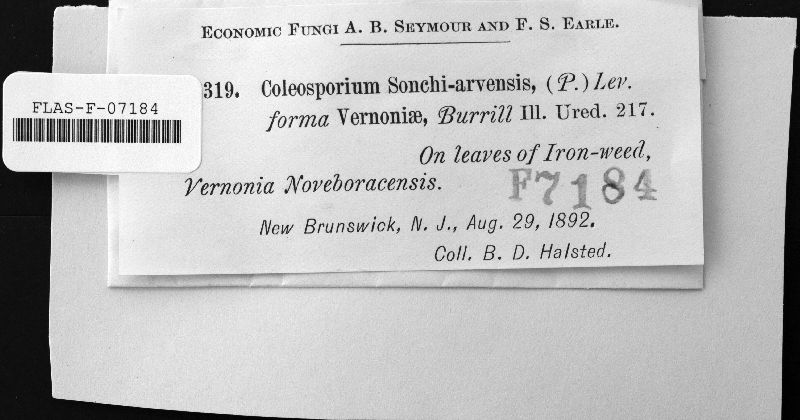 ECONOMIC FUNGI A. B. SEYMOUR AND F. S. EARLE.
FLAS-F-07184
319. Coleosporium Sonchi-arvensis, (P.) Lev.
forma Vernoniæ, Burrill Ill. Ured. 217.
On leaves of Iron-weed,
Vernonia Noveboracensis.
F7184
New Brunswick, N. J., Aug. 29, 1892.
Coll. B. D. Halsted.